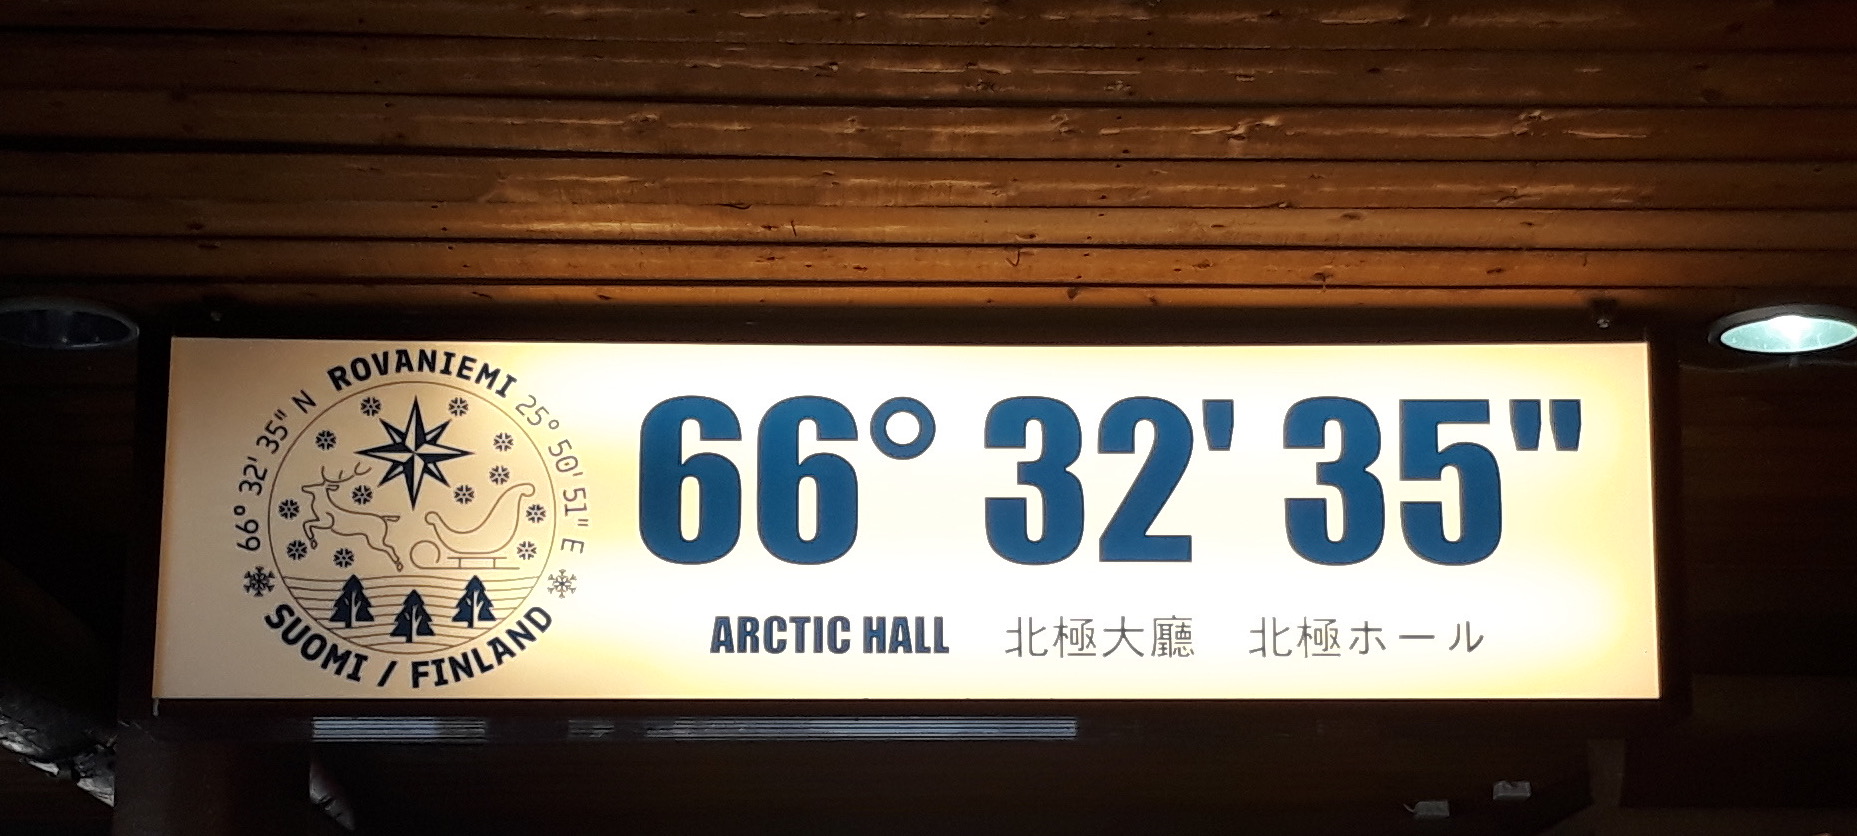 66° 32' 35" N ROVANIEMI 25° 50' 51" E
SUOMI / FINLAND
66° 32' 35"
ARCTIC HALL 北極大廳 北極ホール